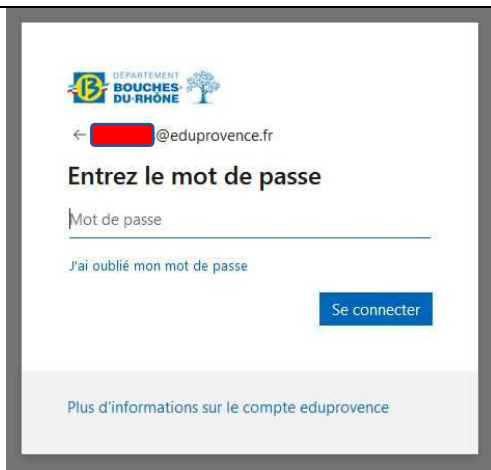 DÉPARTEMENT
13 BOUCHES-
DU-RHÔNE
← @eduprovence.fr
Entrez le mot de passe
Mot de passe
J'ai oublié mon mot de passe
Se connecter
Plus d'informations sur le compte eduprovence